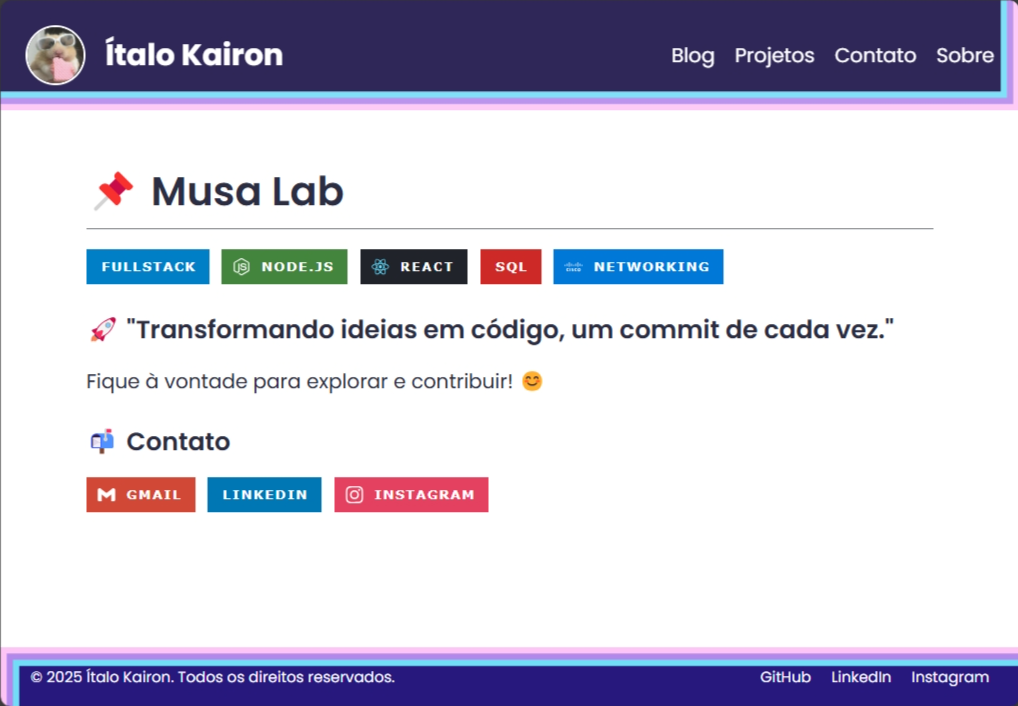 Ítalo Kairon
Blog Projetos Contato Sobre
Musa Lab
FULLSTACK NODE.JS REACT SQL NETWORKING
"Transformando ideias em código, um commit de cada vez."
Fique à vontade para explorar e contribuir! 😊
Contato
GMAIL LINKEDIN INSTAGRAM
© 2025 Ítalo Kairon. Todos os direitos reservados.
GitHub LinkedIn Instagram